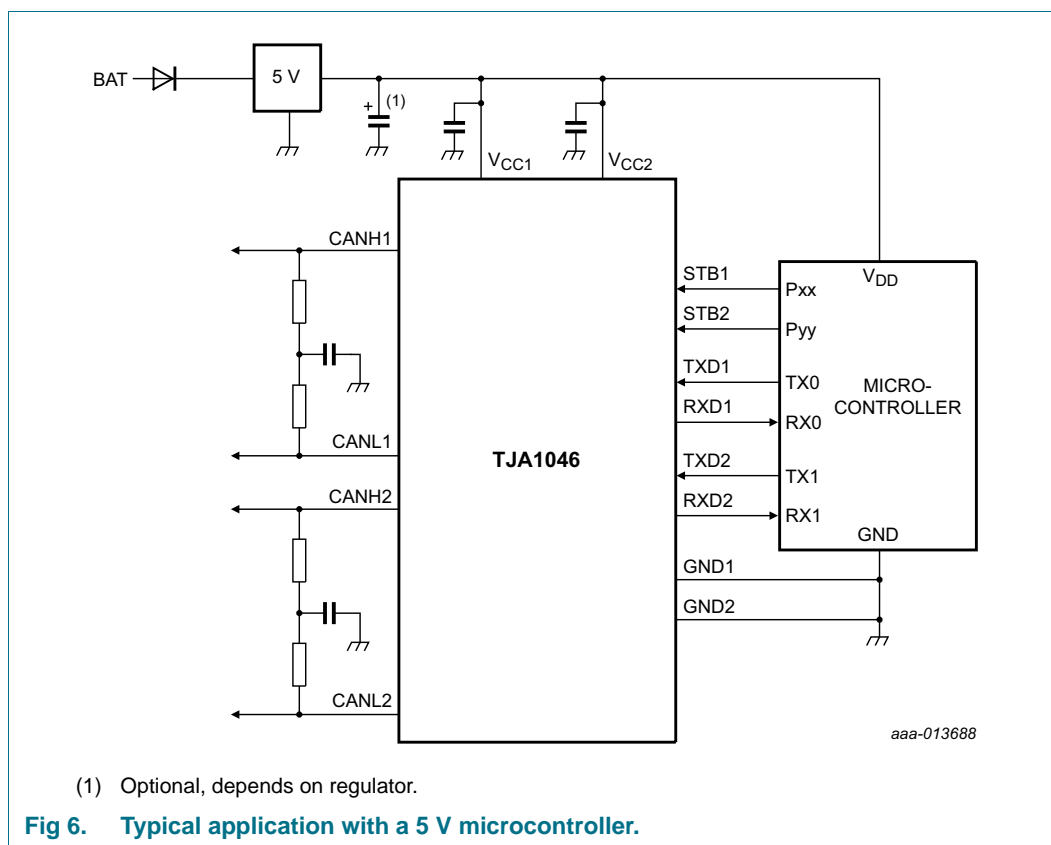 BAT
5 V
+
(1)
VCC1
VCC2
CANH1
CANL1
CANH2
CANL2
TJA1046
STB1
STB2
TXD1
RXD1
TXD2
RXD2
GND1
GND2
VDD
Pxx
Pyy
TX0
RX0
TX1
RX1
MICRO-
CONTROLLER
GND
aaa-013688
(1) Optional, depends on regulator.
Fig 6. Typical application with a 5 V microcontroller.